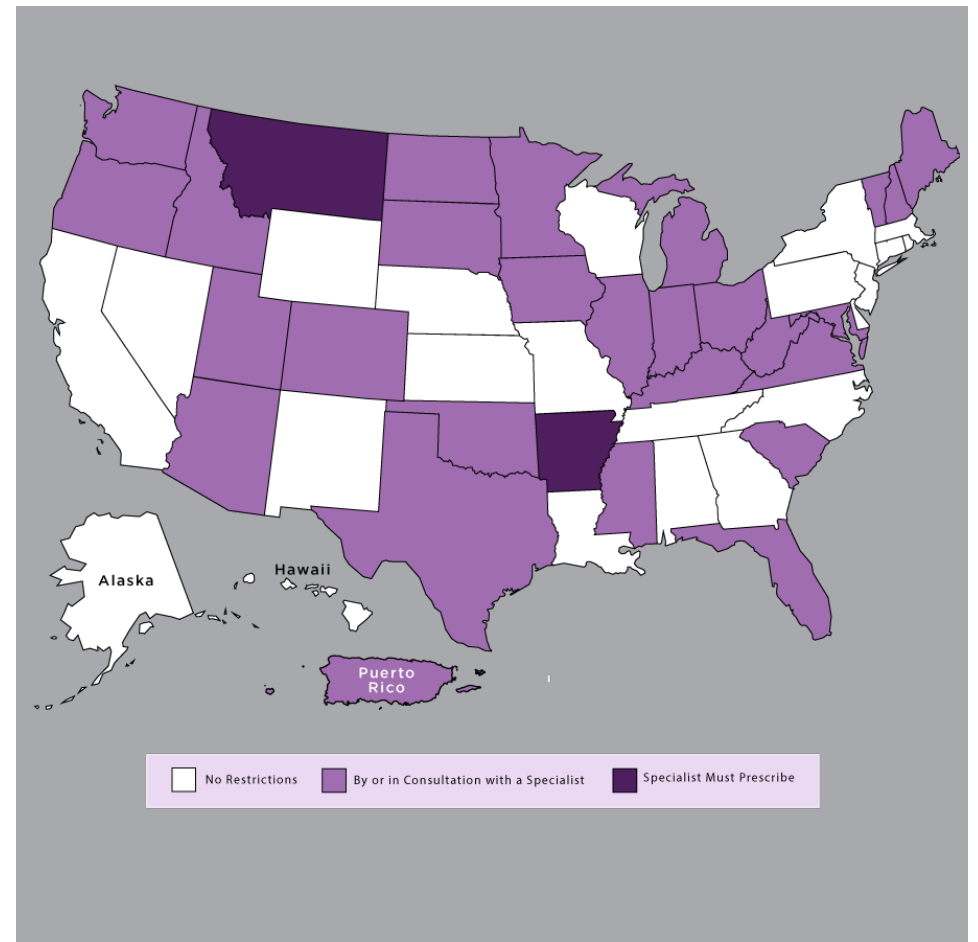 Alaska
Hawaii
Puerto
Rico
No Restrictions
By or in Consultation with a Specialist
Specialist Must Prescribe